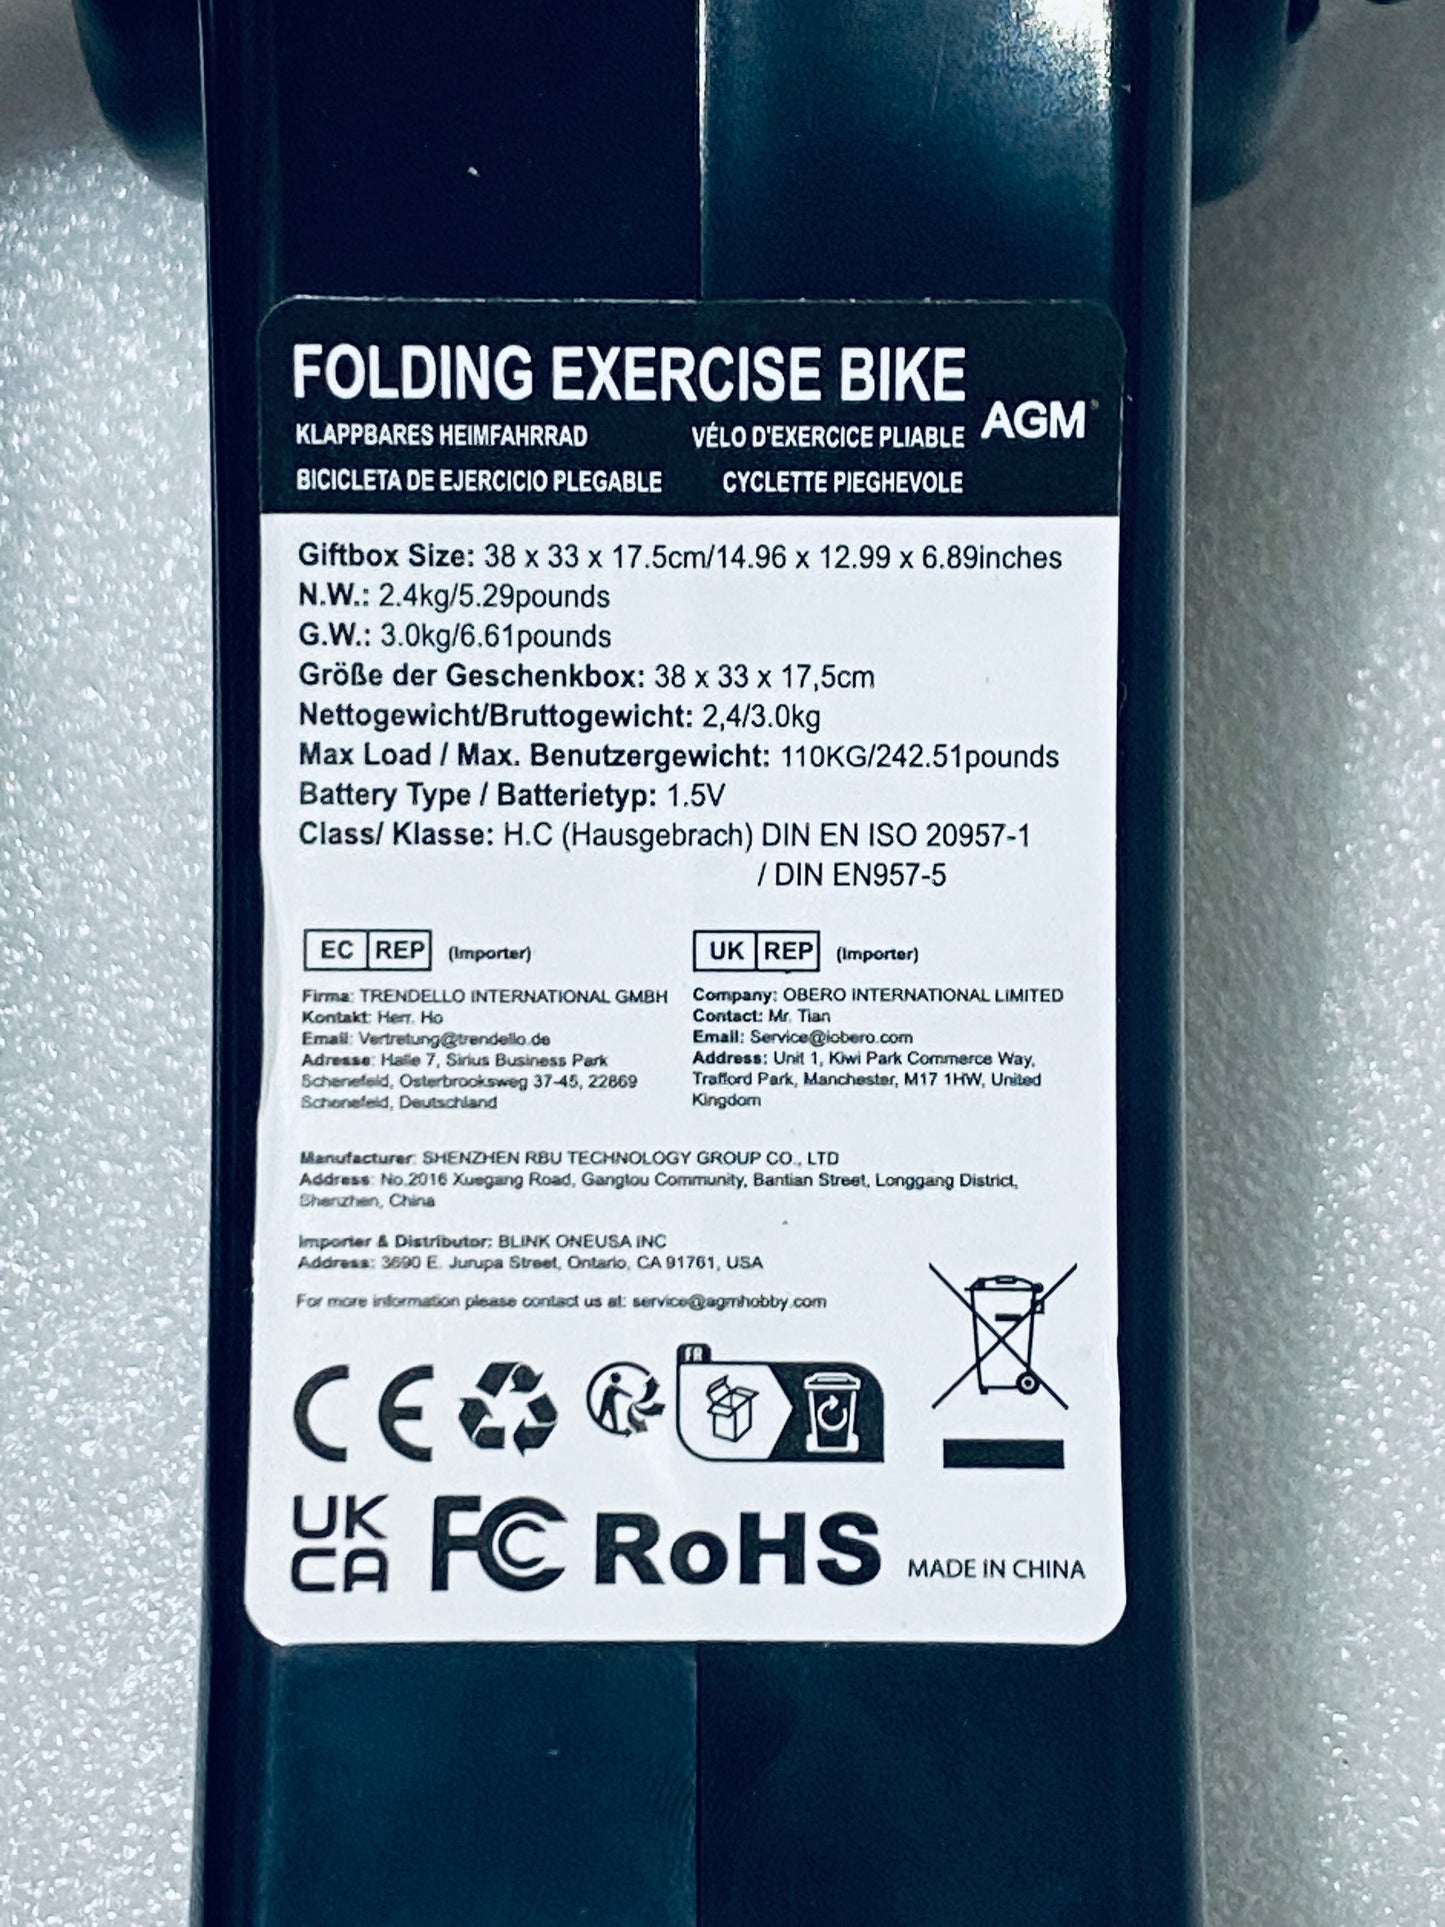 FOLDING EXERCISE BIKE
AGM®
KLAPPBARES HEIMFAHRRAD VÉLO D'EXERCICE PLIABLE
BICICLETA DE EJERCICIO PLEGABLE CYCLETTE PIEGHEVOLE
Giftbox Size: 38 x 33 x 17.5cm/14.96 x 12.99 x 6.89inches
N.W.: 2.4kg/5.29pounds
G.W.: 3.0kg/6.61pounds
Größe der Geschenkbox: 38 x 33 x 17,5cm
Nettogewicht/Bruttogewicht: 2,4/3.0kg
Max Load / Max. Benutzergewicht: 110KG/242.51pounds
Battery Type / Batterietyp: 1.5V
Class/ Klasse: H.C (Hausgebrach) DIN EN ISO 20957-1
/ DIN EN957-5
EC REP (Importer)
Firma: TRENDELLO INTERNATIONAL GMBH
Kontakt: Herr. Ho
Email: Vertretung@trendello.de
Adresse: Halle 7, Sirius Business Park
Schenefeld, Osterbrooksweg 37-45, 22869
Schenefeld, Deutschland
UK REP (Importer)
Company: OBERO INTERNATIONAL LIMITED
Contact: Mr. Tian
Email: Service@iobero.com
Address: Unit 1, Kiwi Park Commerce Way,
Trafford Park, Manchester, M17 1HW, United
Kingdom
Manufacturer: SHENZHEN RBU TECHNOLOGY GROUP CO., LTD
Address: No.2016 Xuegang Road, Gangtou Community, Bantian Street, Longgang District,
Shenzhen, China
Importer & Distributor: BLINK ONEUSA INC
Address: 3690 E. Jurupa Street, Ontario, CA 91761, USA
For more information please contact us at: service@agmhobby.com
CE
FR
UK
CA
FC
RoHS
MADE IN CHINA